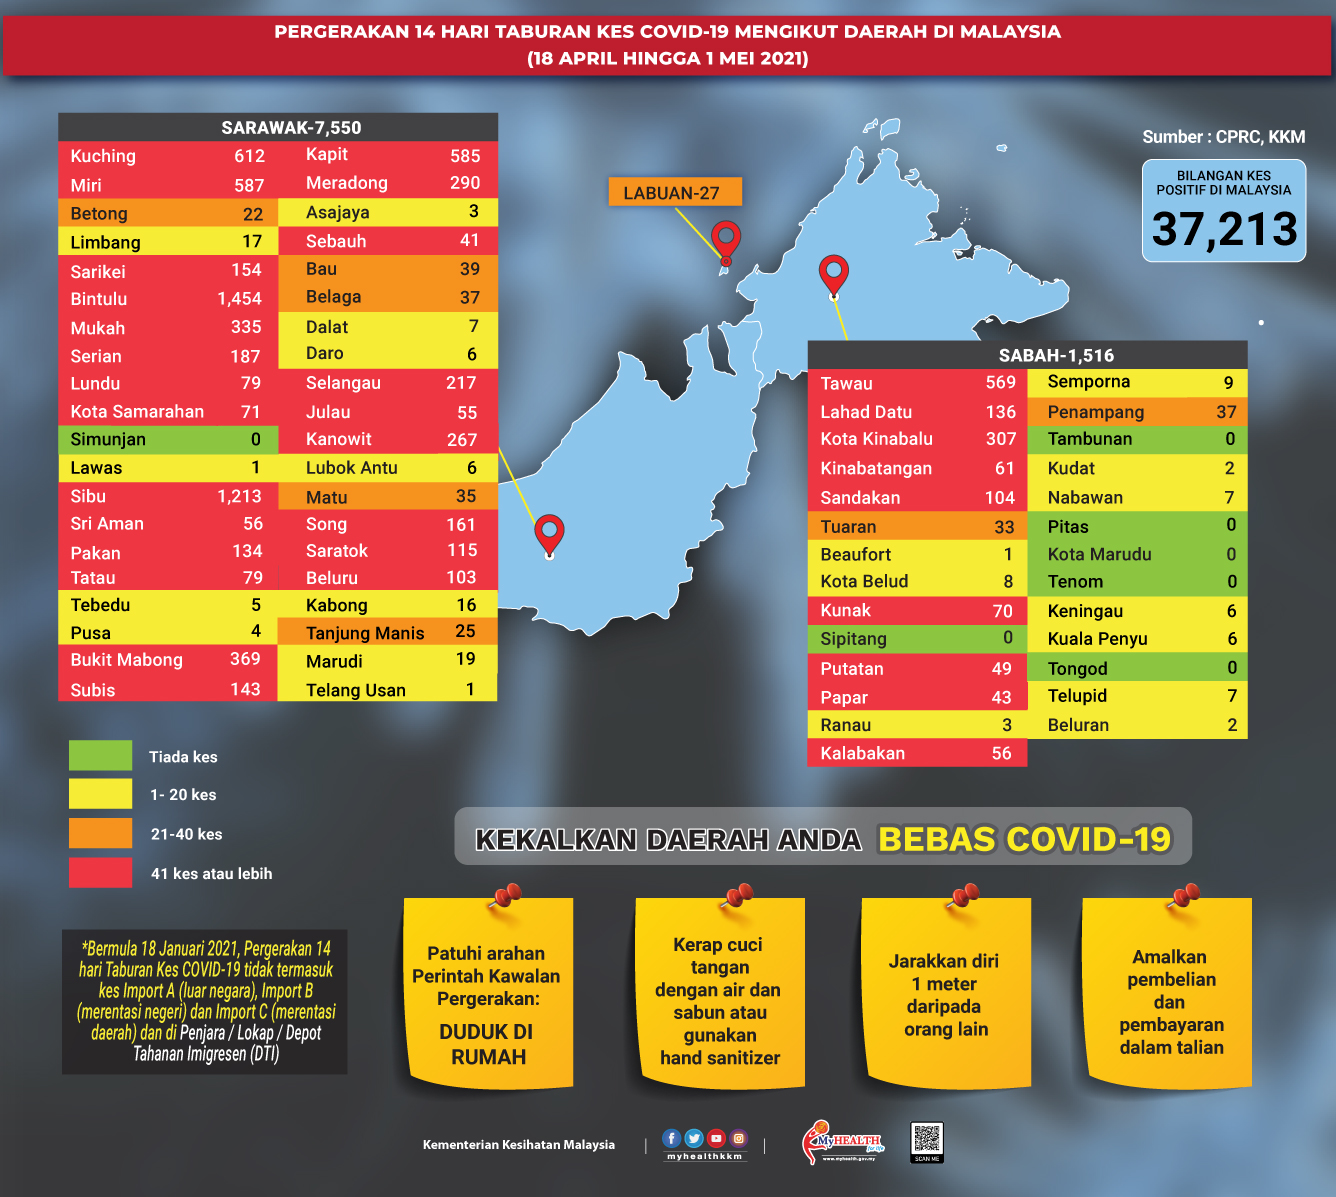 PERGERAKAN 14 HARI TABURAN KES COVID-19 MENGIKUT DAERAH DI MALAYSIA
(18 APRIL HINGGA 1 MEI 2021)
Sumber : CPRC, KKM
BILANGAN KES
POSITIF DI MALAYSIA
37,213
SARAWAK-7,550
Kuching 612 Kapit 585
Miri 587 Meradong 290
Betong 22 Asajaya 3
Limbang 17 Sebauh 41
Sarikei 154 Bau 39
Bintulu 1,454 Belaga 37
Mukah 335 Dalat 7
Serian 187 Daro 6
Lundu 79 Selangau 217
Kota Samarahan 71 Julau 55
Simunjan 0 Kanowit 267
Lawas 1 Lubok Antu 6
Sibu 1,213 Matu 35
Sri Aman 56 Song 161
Pakan 134 Saratok 115
Tatau 79 Beluru 103
Tebedu 5 Kabong 16
Pusa 4 Tanjung Manis 25
Bukit Mabong 369 Marudi 19
Subis 143 Telang Usan 1
LABUAN-27
SABAH-1,516
Tawau 569 Semporna 9
Lahad Datu 136 Penampang 37
Kota Kinabalu 307 Tambunan 0
Kinabatangan 61 Kudat 2
Sandakan 104 Nabawan 7
Tuaran 33 Pitas 0
Beaufort 1 Kota Marudu 0
Kota Belud 8 Tenom 0
Kunak 70 Keningau 6
Sipitang 0 Kuala Penyu 6
Putatan 49 Tongod 0
Papar 43 Telupid 7
Ranau 3 Beluran 2
Kalabakan 56
Tiada kes
1- 20 kes
21-40 kes
41 kes atau lebih
KEKALKAN DAERAH ANDA BEBAS COVID-19
*Bermula 18 Januari 2021, Pergerakan 14
hari Taburan Kes COVID-19 tidak termasuk
kes Import A (luar negara), Import B
(merentasi negeri) dan Import C (merentasi
daerah) dan di Penjara / Lokap / Depot
Tahanan Imigresen (DTI)
Patuhi arahan
Perintah Kawalan
Pergerakan:
DUDUK DI
RUMAH
Kerap cuci
tangan
dengan air dan
sabun atau
gunakan
hand sanitizer
Jarakkan diri
1 meter
daripada
orang lain
Amalkan
pembelian
dan
pembayaran
dalam talian
Kementerian Kesihatan Malaysia
myhealthkkm
MyHEALTH
for life
www.myhealth.gov.my
SCAN ME